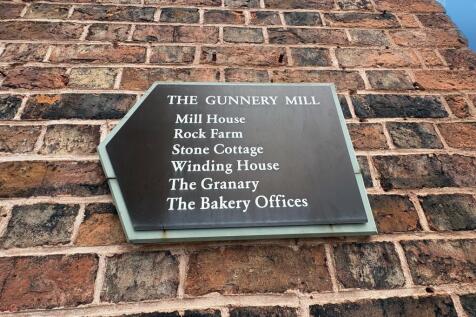 THE GUNNERY MILL
Mill House
Rock Farm
Stone Cottage
Winding House
The Granary
The Bakery Offices